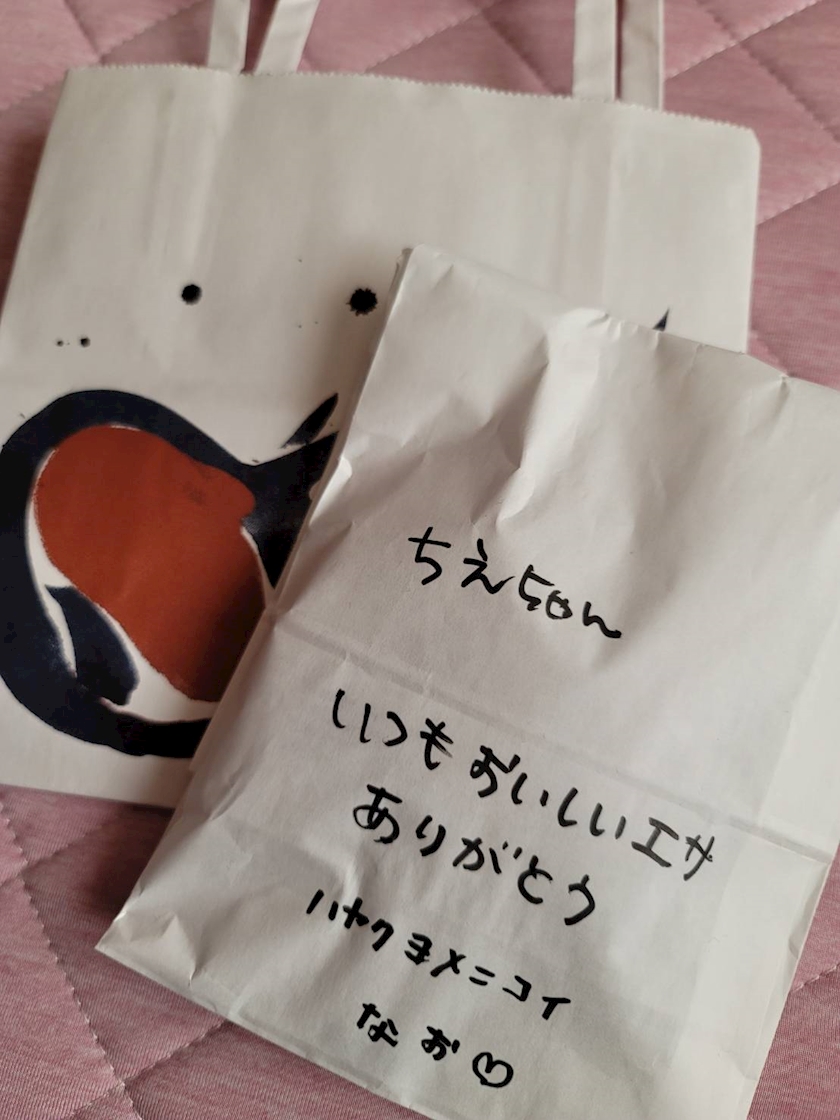 ちえちゃん
いつもおいしいエサ
ありがとう
ハヤクヨメニコイ
なお♡